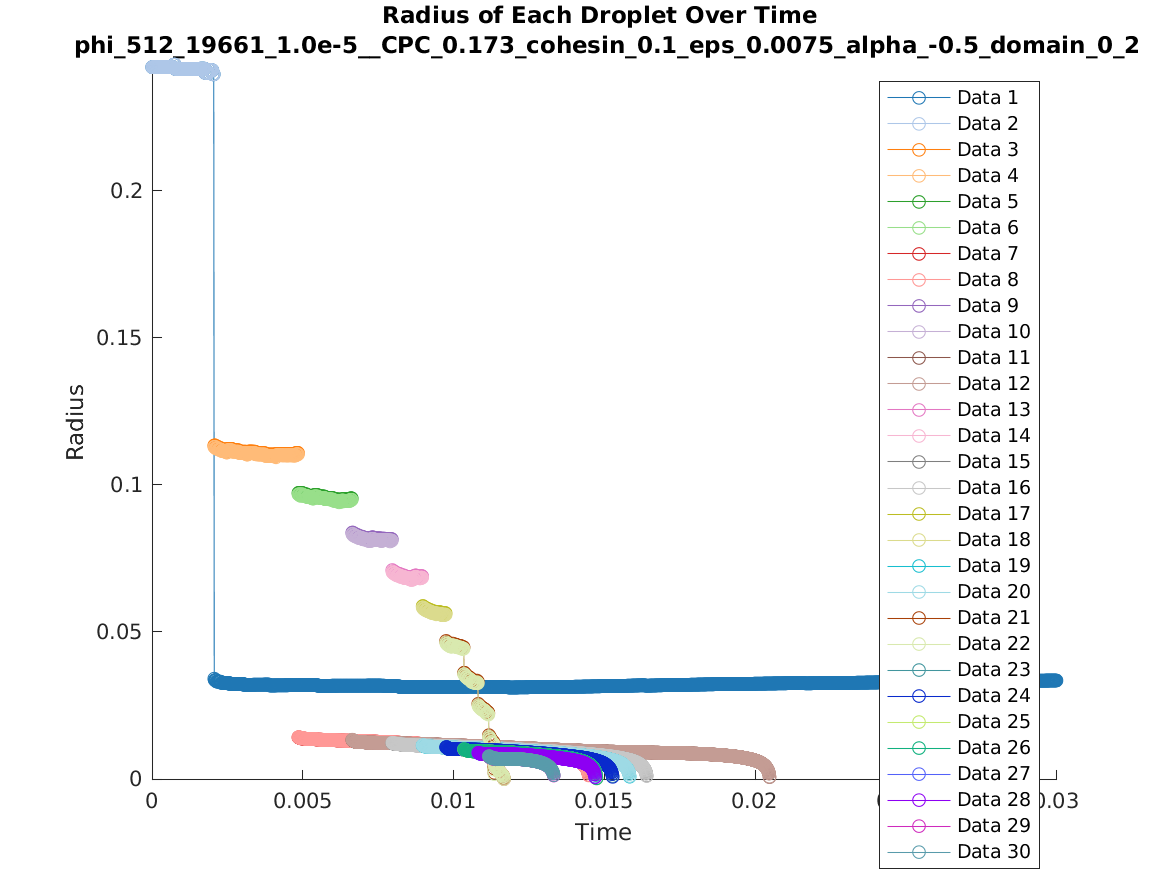 Radius of Each Droplet Over Time
phi_512_19661_1.0e-5__CPC_0.173_cohesin_0.1_eps_0.0075_alpha_-0.5_domain_0_2
Radius
0.2
0.15
0.1
0.05
0
0
0.005
0.01
0.015
0.02
0.03
Time
Data 1
Data 2
Data 3
Data 4
Data 5
Data 6
Data 7
Data 8
Data 9
Data 10
Data 11
Data 12
Data 13
Data 14
Data 15
Data 16
Data 17
Data 18
Data 19
Data 20
Data 21
Data 22
Data 23
Data 24
Data 25
Data 26
Data 27
Data 28
Data 29
Data 30